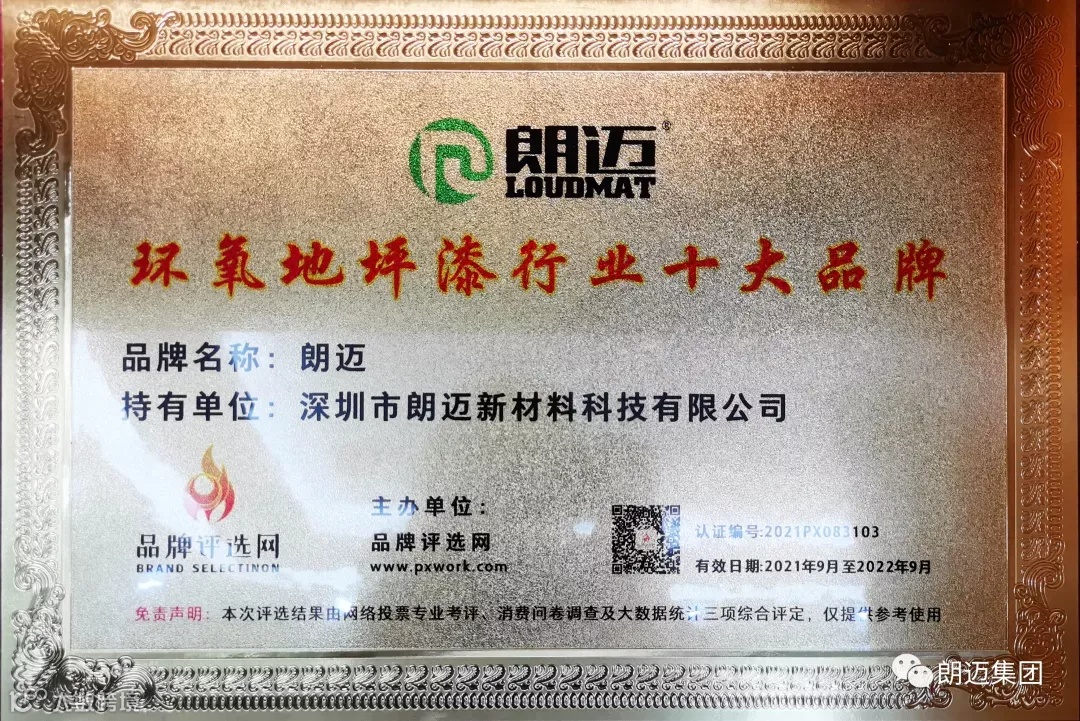 朗迈®
LOUDMAT
环氧地坪漆行业十大品牌
品牌名称：朗迈
持有单位：深圳市朗迈新材料科技有限公司
品牌评选网
BRAND SELECTINON
主办单位：
品牌评选网
www.pxwork.com
认证编号:2021PX083103
有效日期:2021年9月至2022年9月
免责声明：本次评选结果由网络投票专业考评、消费问卷调查及大数据统计三项综合评定，仅提供参考使用
朗迈集团